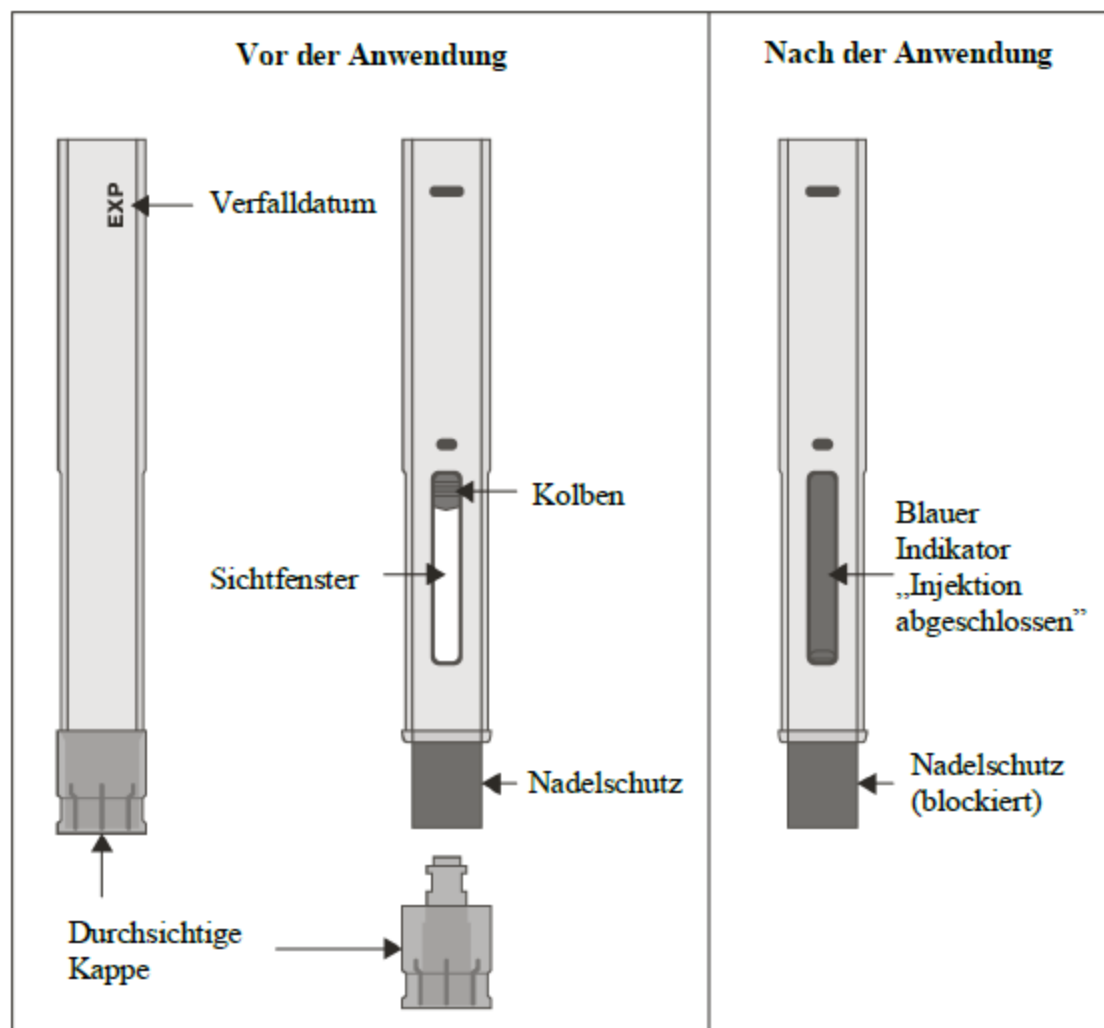 Vor der Anwendung
Nach der Anwendung
EXP
Verfalldatum
Kolben
Sichtfenster
Nadelschutz
Durchsichtige
Kappe
Blauer
Indikator
„Injektion
abgeschlossen”
Nadelschutz
(blockiert)